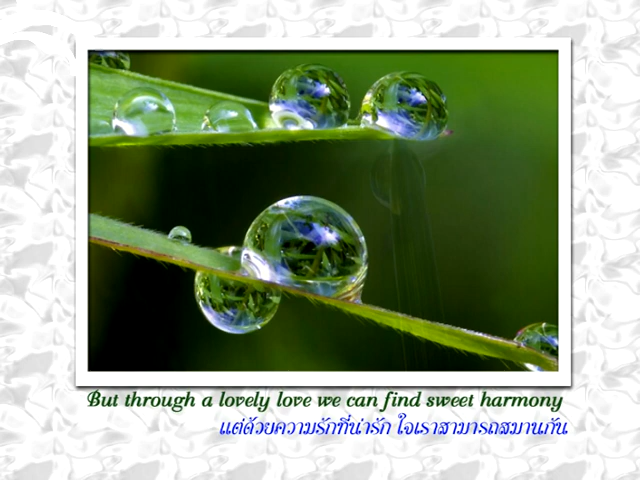 But through a lovely love we can find sweet harmony
แต่ด้วยความรักที่น่ารัก ใจเราสามารถสมานกัน